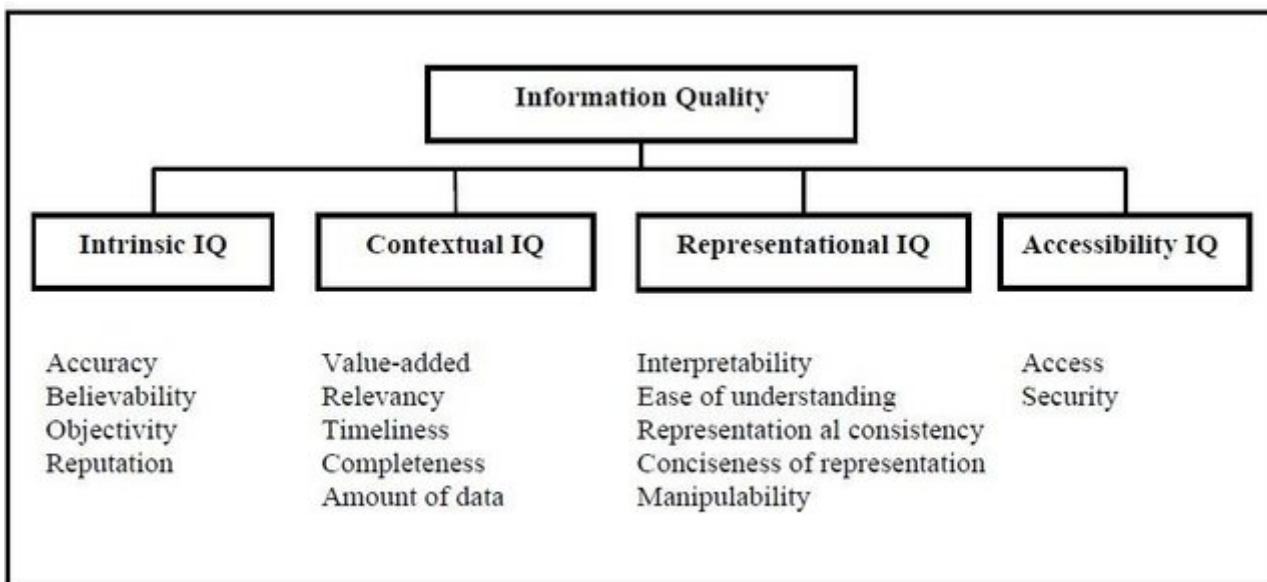 Information Quality
Intrinsic IQ
Contextual IQ
Representational IQ
Accessibility IQ
Accuracy
Believability
Objectivity
Reputation
Value-added
Relevancy
Timeliness
Completeness
Amount of data
Interpretability
Ease of understanding
Representation al consistency
Conciseness of representation
Manipulability
Access
Security